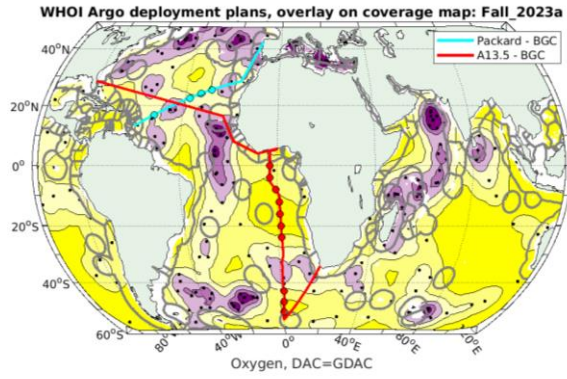 WHOI Argo deployment plans, overlay on coverage map: Fall_2023a
Packard - BGC
A13.5 - BGC
40°N
20°N
0°
20°S
40°S
60°S
80°W
40°W
0°
40°E
80°E
Oxygen, DAC=GDAC